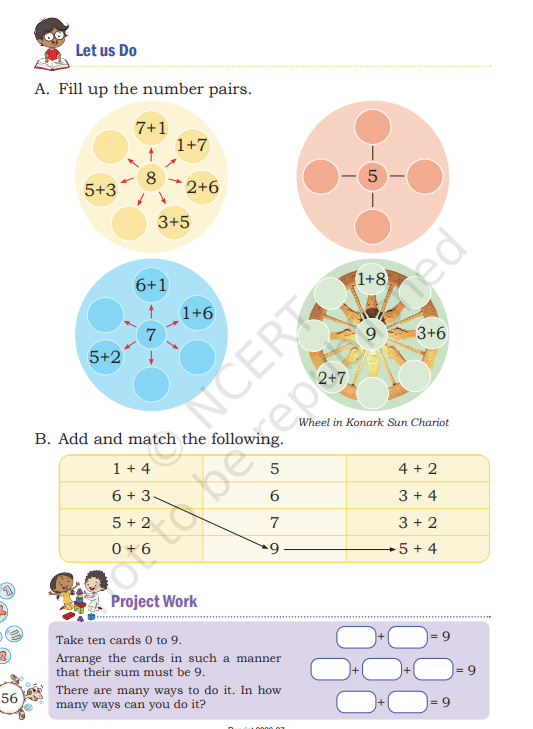 Let us Do
A. Fill up the number pairs.
7+1
1+7
8
5+3
2+6
3+5
5
6+1
1+6
7
5+2
1+8
9
3+6
2+7
Wheel in Konark Sun Chariot
B. Add and match the following.
1 + 4 5 4 + 2
6 + 3 6 3 + 4
5 + 2 7 3 + 2
0 + 6 9 5 + 4
Project Work
Take ten cards 0 to 9.
Arrange the cards in such a manner
that their sum must be 9.
There are many ways to do it. In how
many ways can you do it?
+ = 9
+ + = 9
+ = 9
56
© NCERT
not to be republished